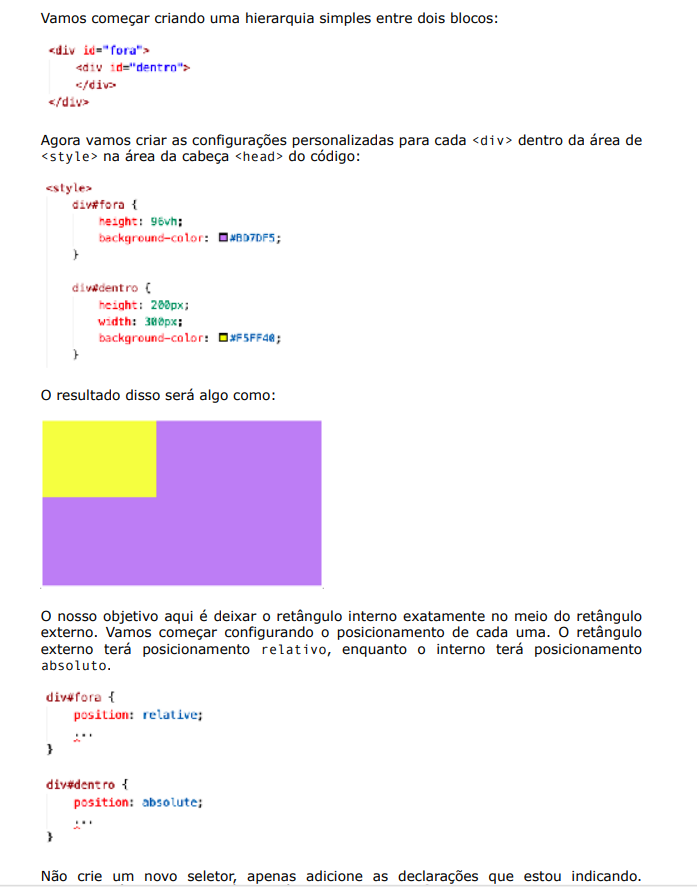 Vamos começar criando uma hierarquia simples entre dois blocos:
<div id="fora">
<div id="dentro">
</div>
</div>
Agora vamos criar as configurações personalizadas para cada <div> dentro da área de
<style> na área da cabeça <head> do código:
<style>
div#fora {
height: 96vh;
background-color: #BD7DF5;
}
div#dentro {
height: 200px;
width: 300px;
background-color: #F5FF40;
}
O resultado disso será algo como:
O nosso objetivo aqui é deixar o retângulo interno exatamente no meio do retângulo
externo. Vamos começar configurando o posicionamento de cada uma. O retângulo
externo terá posicionamento relativo, enquanto o interno terá posicionamento
absoluto.
div#fora {
position: relative;
...
}
div#dentro {
position: absolute;
...
}
Não crie um novo seletor, apenas adicione as declarações que estou indicando.